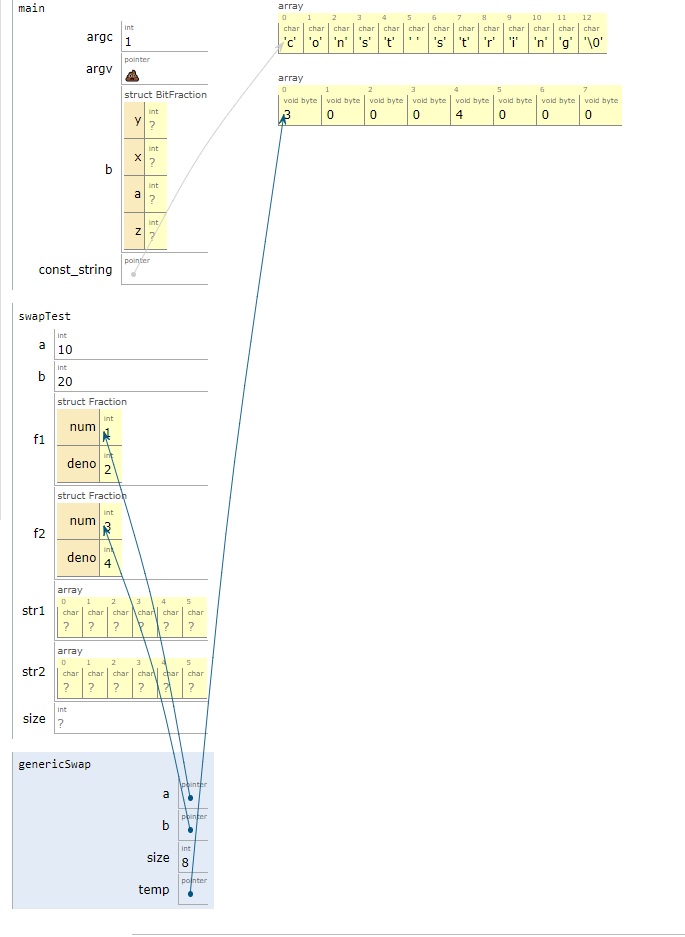 main
argc
int
1
argv
pointer
b
struct BitFraction
y
int
?
x
int
?
a
int
?
z
int
?
const_string
pointer
array
0 1 2 3 4 5 6 7 8 9 10 11 12
char char char char char char char char char char char char char
'c' 'o' 'n' 's' 't' ' ' 's' 't' 'r' 'i' 'n' 'g' '\0'
array
0 1 2 3 4 5 6 7
void byte void byte void byte void byte void byte void byte void byte void byte
3 0 0 0 4 0 0 0
swapTest
a
int
10
b
int
20
f1
struct Fraction
num
int
1
deno
int
2
f2
struct Fraction
num
int
3
deno
int
4
str1
array
0 1 2 3 4 5
char char char char char char
? ? ? ? ? ?
str2
array
0 1 2 3 4 5
char char char char char char
? ? ? ? ? ?
size
int
?
genericSwap
a
pointer
b
pointer
size
int
8
temp
pointer